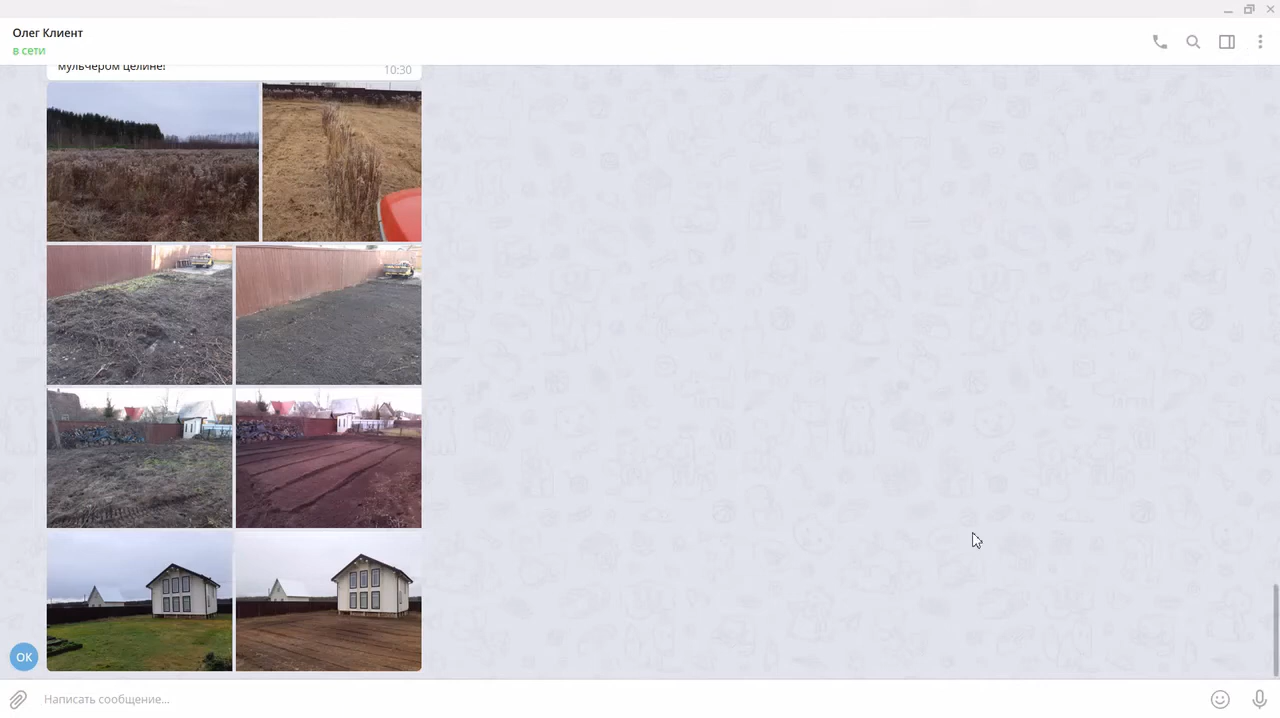 Олег Клиент
в сети
мульчером целине!
10:30
ОК
Написать сообщение...